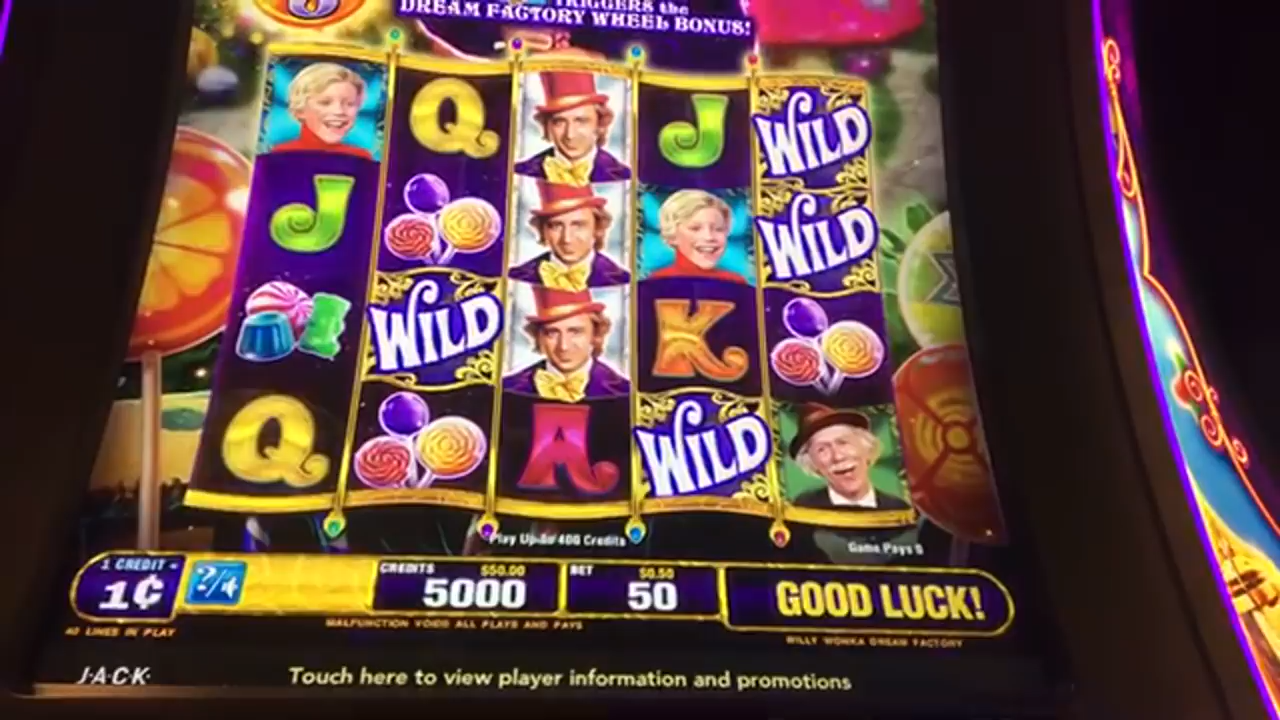 TRIGGERS the
DREAM FACTORY WHEEL BONUS!
Q
J
WILD
J
WILD
WILD
K
Q
A
WILD
Play Up to 400 Credits
Game Pays 0
1 CREDIT =
1¢
?/
CREDITS $50.00
5000
BET $0.50
50
GOOD LUCK!
40 LINES IN PLAY
MALFUNCTION VOIDS ALL PLAYS AND PAYS
WILLY WONKA DREAM FACTORY
J·A·C·K·
Touch here to view player information and promotions